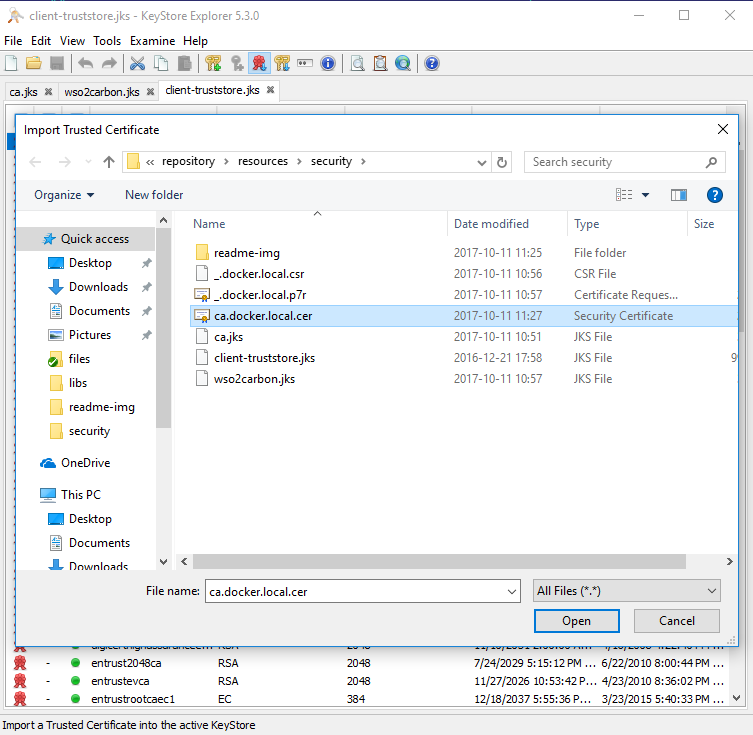 client-truststore.jks - KeyStore Explorer 5.3.0
File Edit View Tools Examine Help
ca.jks wso2carbon.jks client-truststore.jks
Import Trusted Certificate
« repository resources security Search security
Organize New folder
Name Date modified Type Size
Quick access
Desktop
Downloads
Documents
Pictures
files
libs
readme-img
security
OneDrive
This PC
Desktop
Documents
Downloads
readme-img 2017-10-11 11:25 File folder
_.docker.local.csr 2017-10-11 10:56 CSR File
_.docker.local.p7r 2017-10-11 10:57 Certificate Reques...
ca.docker.local.cer 2017-10-11 11:27 Security Certificate
ca.jks 2017-10-11 10:51 JKS File
client-truststore.jks 2016-12-21 17:58 JKS File 9
wso2carbon.jks 2017-10-11 10:57 JKS File
File name: ca.docker.local.cer All Files (*.*)
Open Cancel
entrust2048ca RSA 2048 7/24/2029 5:15:12 PM ... 6/22/2010 8:00:44 PM ...
entrustevca RSA 2048 11/27/2026 10:53:42 P... 4/23/2010 8:36:02 PM ...
entrustrootcaec1 EC 384 12/18/2037 5:55:36 P... 3/23/2015 5:40:33 PM ...
Import a Trusted Certificate into the active KeyStore